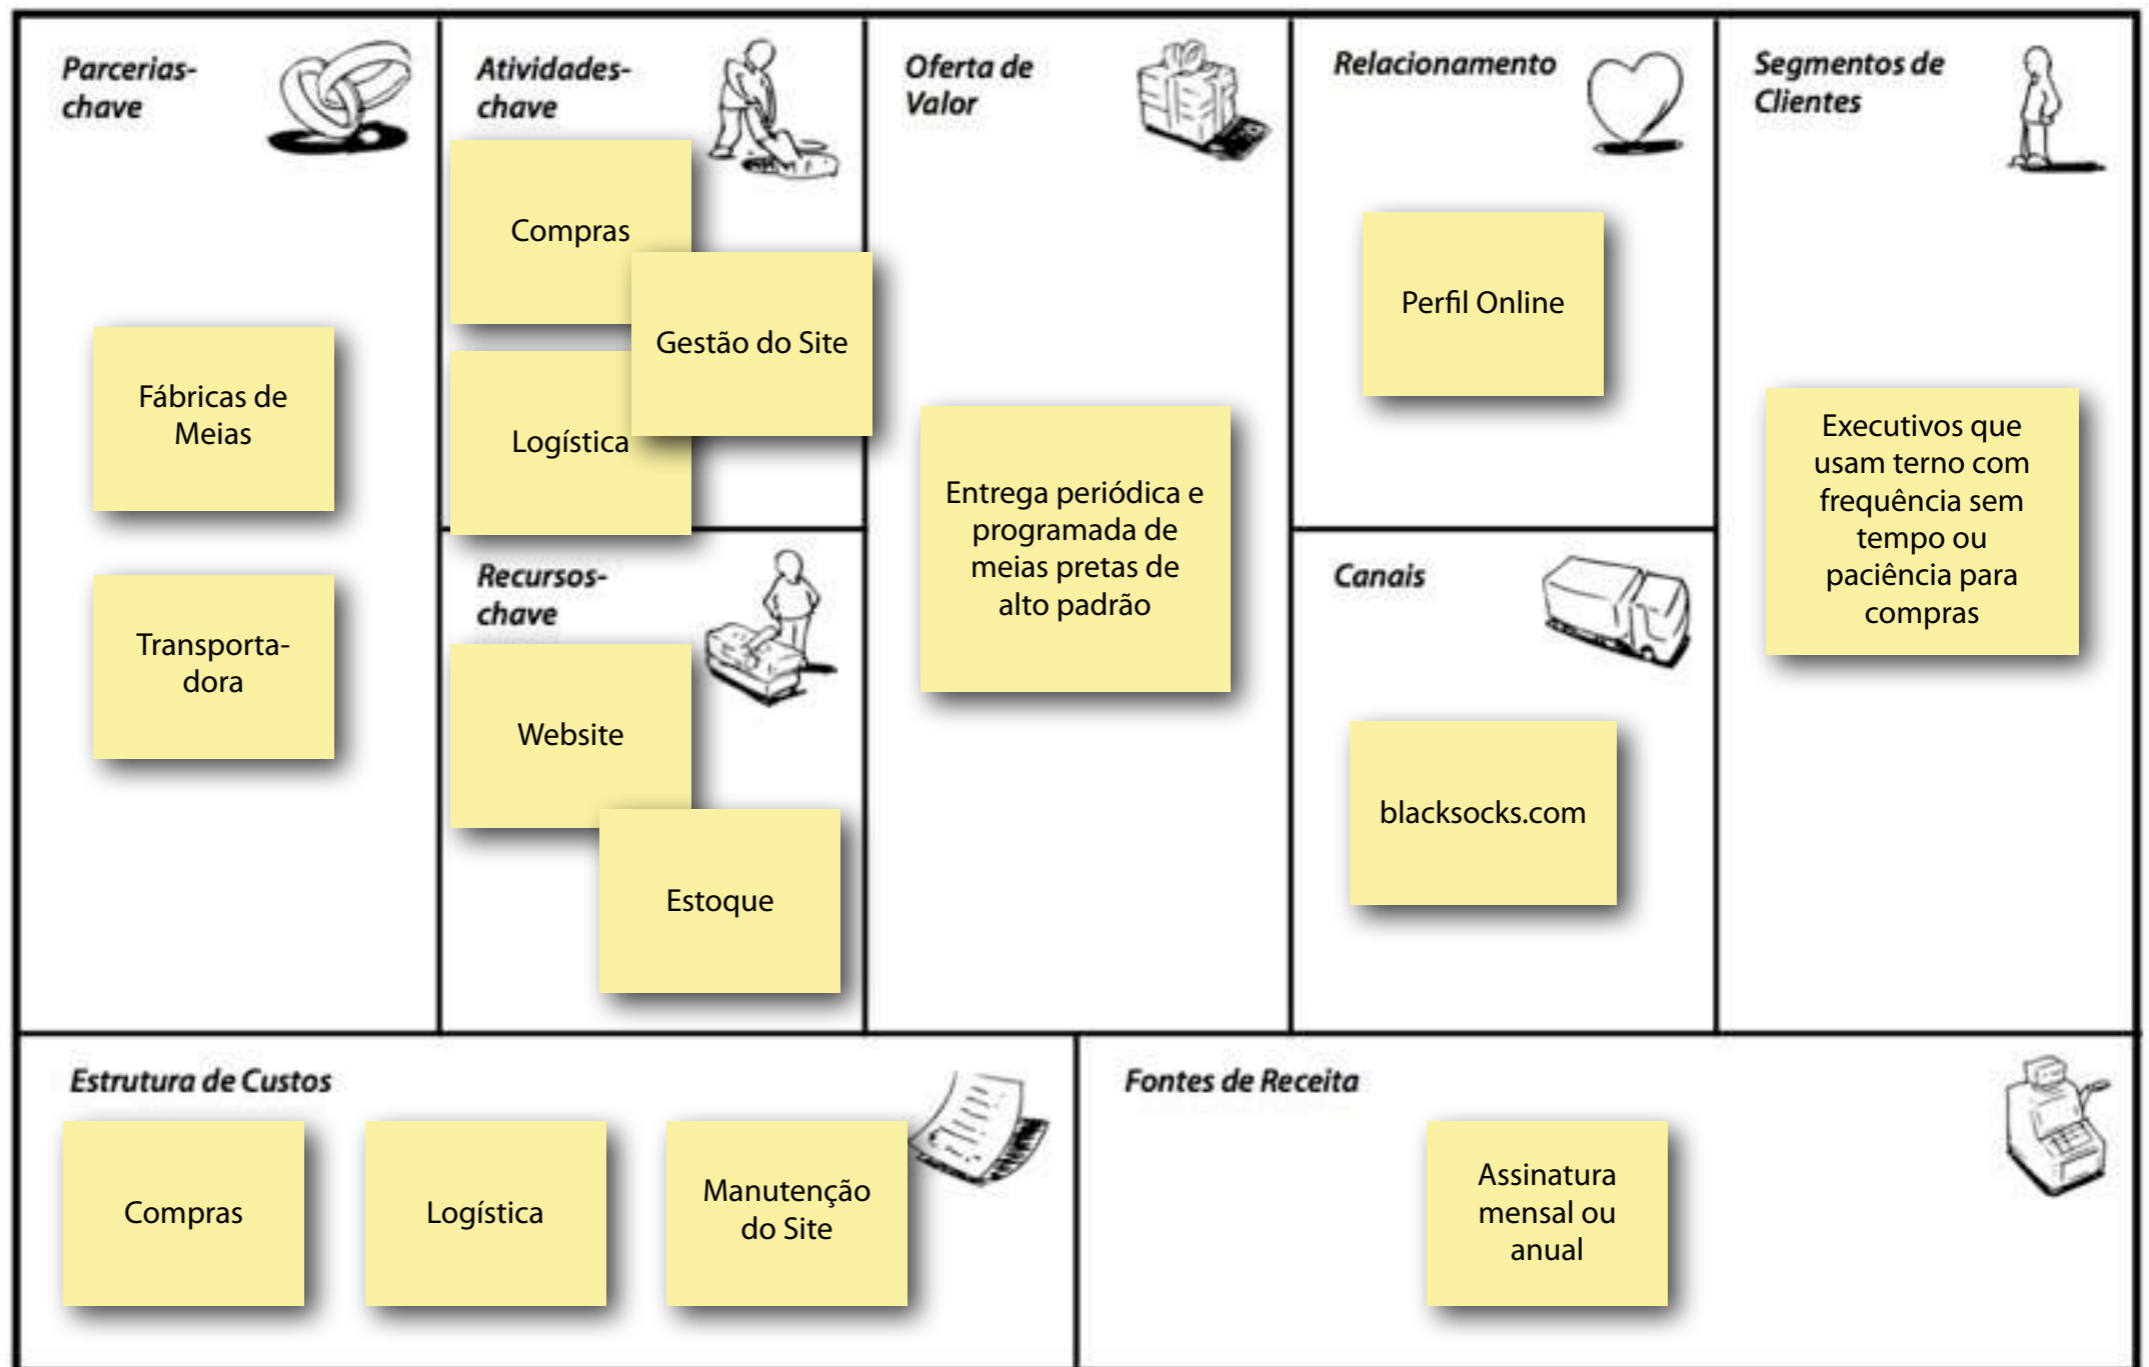 Parcerias-
chave
Fábricas de
Meias
Transporta-
dora
Atividades-
chave
Compras
Gestão do Site
Logística
Recursos-
chave
Website
Estoque
Oferta de
Valor
Entrega periódica e
programada de
meias pretas de
alto padrão
Relacionamento
Perfil Online
Canais
blacksocks.com
Segmentos de
Clientes
Executivos que
usam terno com
frequência sem
tempo ou
paciência para
compras
Estrutura de Custos
Compras
Logística
Manutenção
do Site
Fontes de Receita
Assinatura
mensal ou
anual